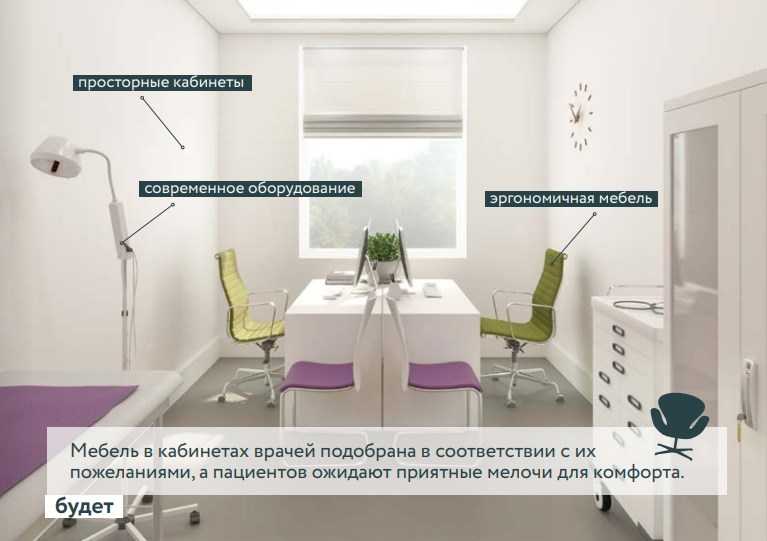 просторные кабинеты
современное оборудование
эргономичная мебель
Мебель в кабинетах врачей подобрана в соответствии с их
пожеланиями, а пациентов ожидают приятные мелочи для комфорта.
будет